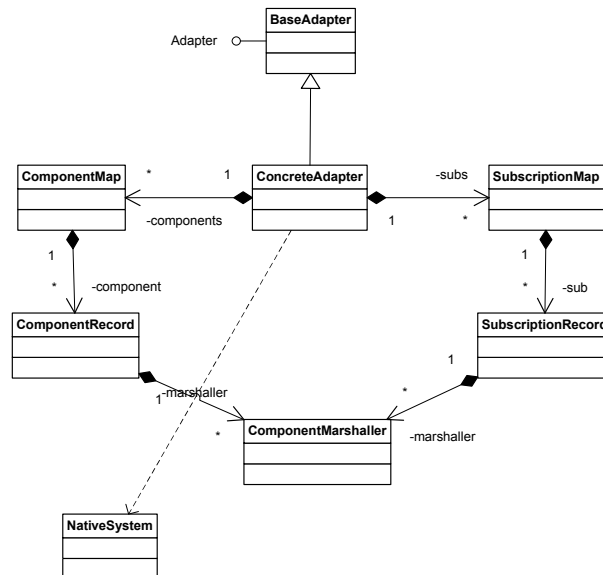 BaseAdapter
Adapter
ComponentMap
*
1
ConcreteAdapter
-subs
SubscriptionMap
-components
1
*
1
*
-component
1
*
-sub
ComponentRecord
SubscriptionRecord
1
-marshaller
*
1
*
ComponentMarshaller
-marshaller
NativeSystem